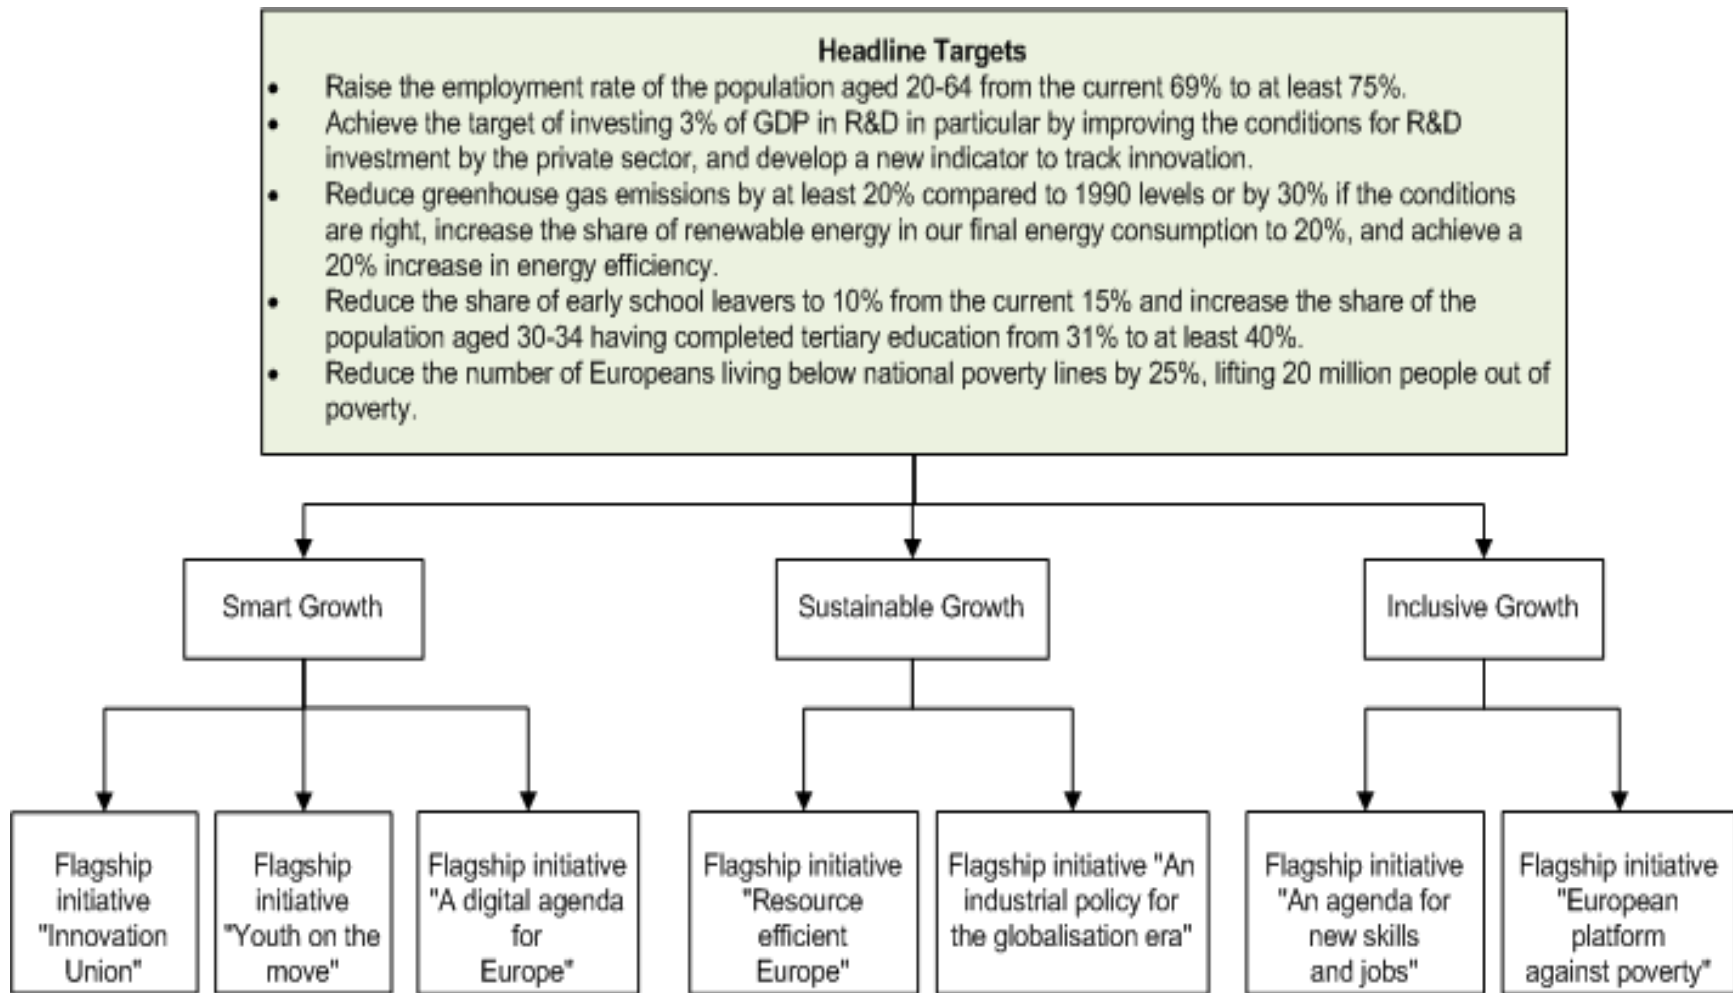 Headline Targets
• Raise the employment rate of the population aged 20-64 from the current 69% to at least 75%.
• Achieve the target of investing 3% of GDP in R&D in particular by improving the conditions for R&D
investment by the private sector, and develop a new indicator to track innovation.
• Reduce greenhouse gas emissions by at least 20% compared to 1990 levels or by 30% if the conditions
are right, increase the share of renewable energy in our final energy consumption to 20%, and achieve a
20% increase in energy efficiency.
• Reduce the share of early school leavers to 10% from the current 15% and increase the share of the
population aged 30-34 having completed tertiary education from 31% to at least 40%.
• Reduce the number of Europeans living below national poverty lines by 25%, lifting 20 million people out of
poverty.
Smart Growth
Sustainable Growth
Inclusive Growth
Flagship
initiative
"Innovation
Union"
Flagship
initiative
"Youth on the
move"
Flagship initiative
"A digital agenda
for
Europe"
Flagship initiative
"Resource
efficient
Europe"
Flagship initiative "An
industrial policy for
the globalisation era"
Flagship initiative
"An agenda for
new skills
and jobs"
Flagship initiative
"European
platform
against poverty"